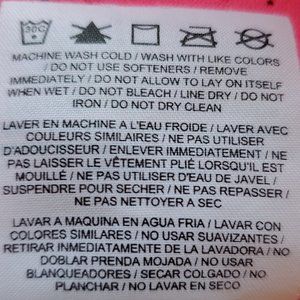 30C
MACHINE WASH COLD / WASH WITH LIKE COLORS
/ DO NOT USE SOFTENERS / REMOVE
IMMEDIATELY / DO NOT ALLOW TO LAY ON ITSELF
WHEN WET / DO NOT BLEACH / LINE DRY / DO NOT
IRON / DO NOT DRY CLEAN
LAVER EN MACHINE A L'EAU FROIDE / LAVER AVEC
COULEURS SIMILAIRES / NE PAS UTILISER
D'ADOUCISSEUR / ENLEVER IMMEDIATEMENT / NE
PAS LAISSER LE VÊTEMENT PLIÉ LORSQU'IL EST
MOUILLÉ / NE PAS UTILISER D'EAU DE JAVEL /
SUSPENDRE POUR SECHER / NE PAS REPASSER /
NE PAS NETTOYER A SEC
LAVAR A MAQUINA EN AGUA FRIA / LAVAR CON
COLORES SIMILARES / NO USAR SUAVIZANTES /
RETIRAR INMEDIATAMENTE DE LA LAVADORA / NO
DOBLAR PRENDA MOJADA / NO USAR
BLANQUEADORES / SECAR COLGADO / NO
PLANCHAR / NO LAVAR EN SECO